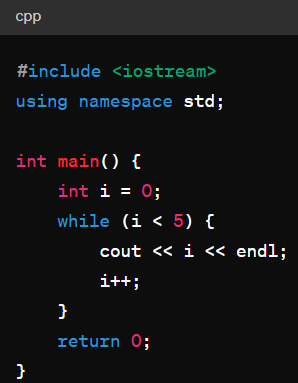 cpp
#include <iostream>
using namespace std;
int main() {
    int i = 0;
    while (i < 5) {
        cout << i << endl;
        i++;
    }
    return 0;
}